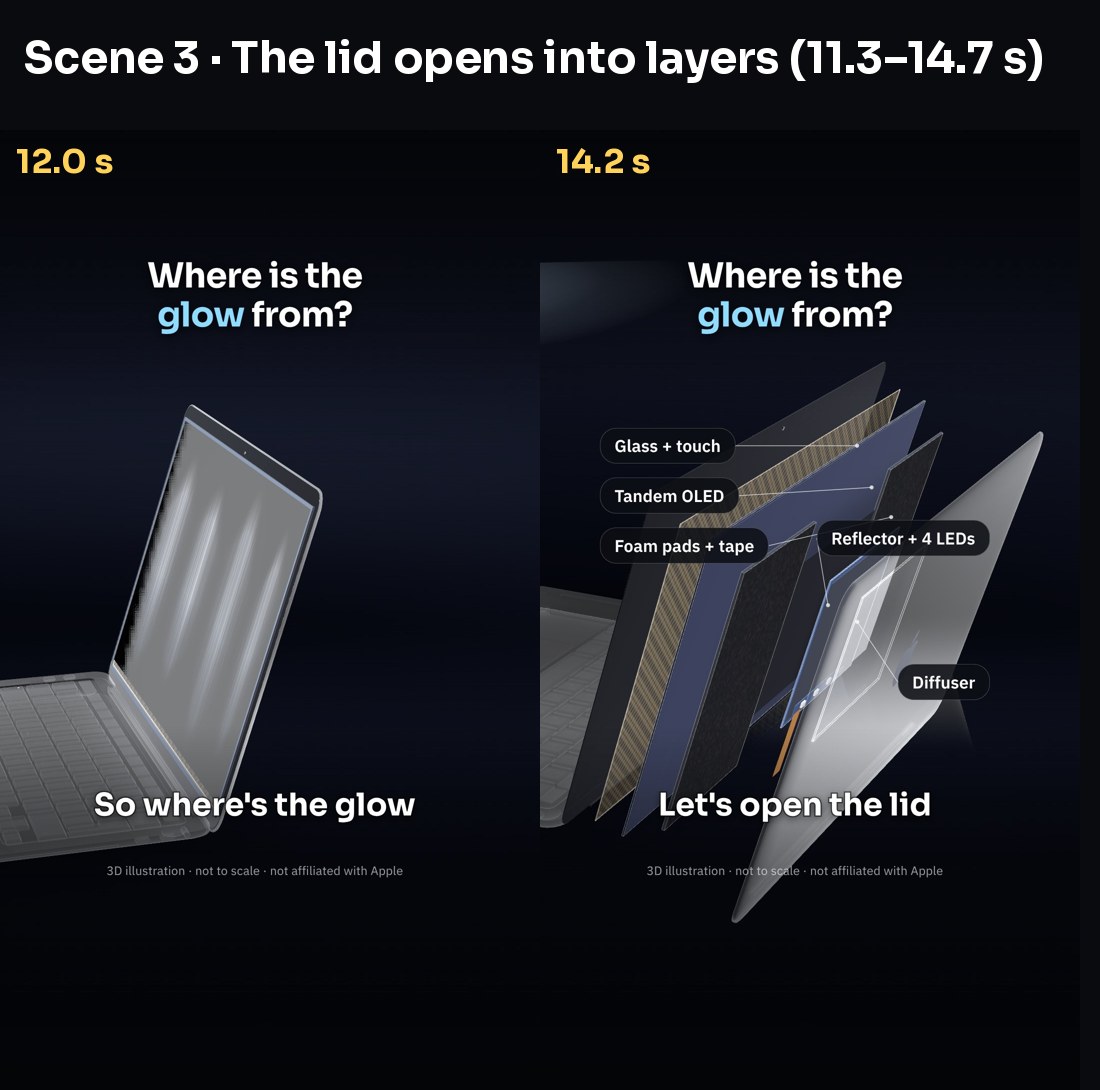 Scene 3 · The lid opens into layers (11.3–14.7 s)
12.0 s
Where is the
glow from?
So where's the glow
3D illustration · not to scale · not affiliated with Apple
14.2 s
Where is the
glow from?
Glass + touch
Tandem OLED
Foam pads + tape
Reflector + 4 LEDs
Diffuser
Let's open the lid
3D illustration · not to scale · not affiliated with Apple